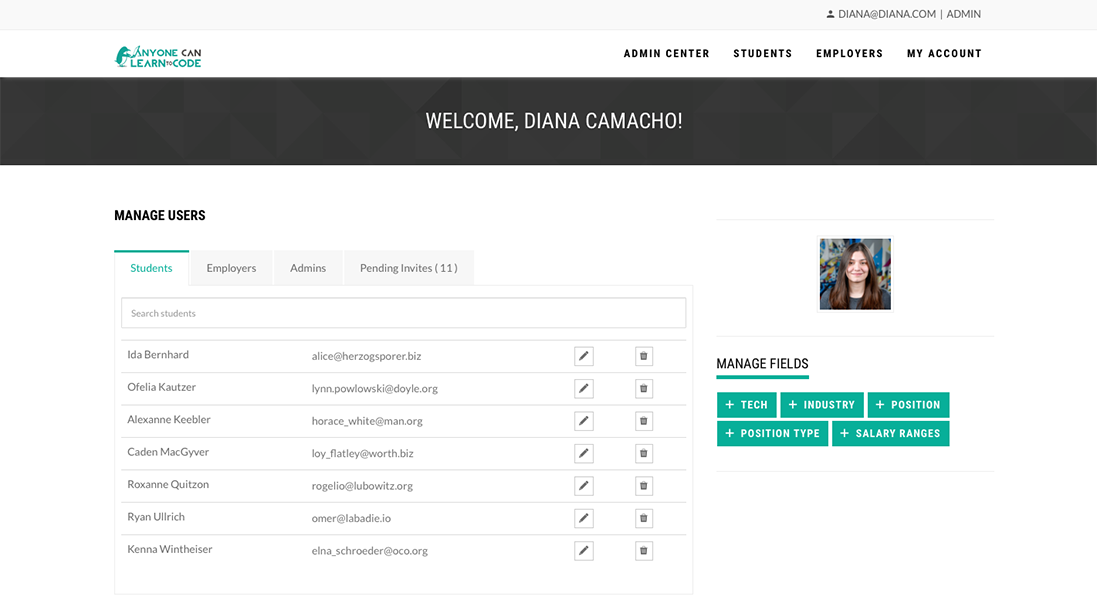 DIANA@DIANA.COM | ADMIN
ANYONE CAN
LEARN TO CODE
ADMIN CENTER STUDENTS EMPLOYERS MY ACCOUNT
WELCOME, DIANA CAMACHO!
MANAGE USERS
Students Employers Admins Pending Invites ( 11 )
Search students
Ida Bernhard alice@herzogsporer.biz
Ofelia Kautzer lynn.powlowski@doyle.org
Alexanne Keebler horace_white@man.org
Caden MacGyver loy_flatley@worth.biz
Roxanne Quitzon rogelio@lubowitz.org
Ryan Ullrich omer@labadie.io
Kenna Wintheiser elna_schroeder@oco.org
MANAGE FIELDS
+ TECH + INDUSTRY + POSITION
+ POSITION TYPE + SALARY RANGES